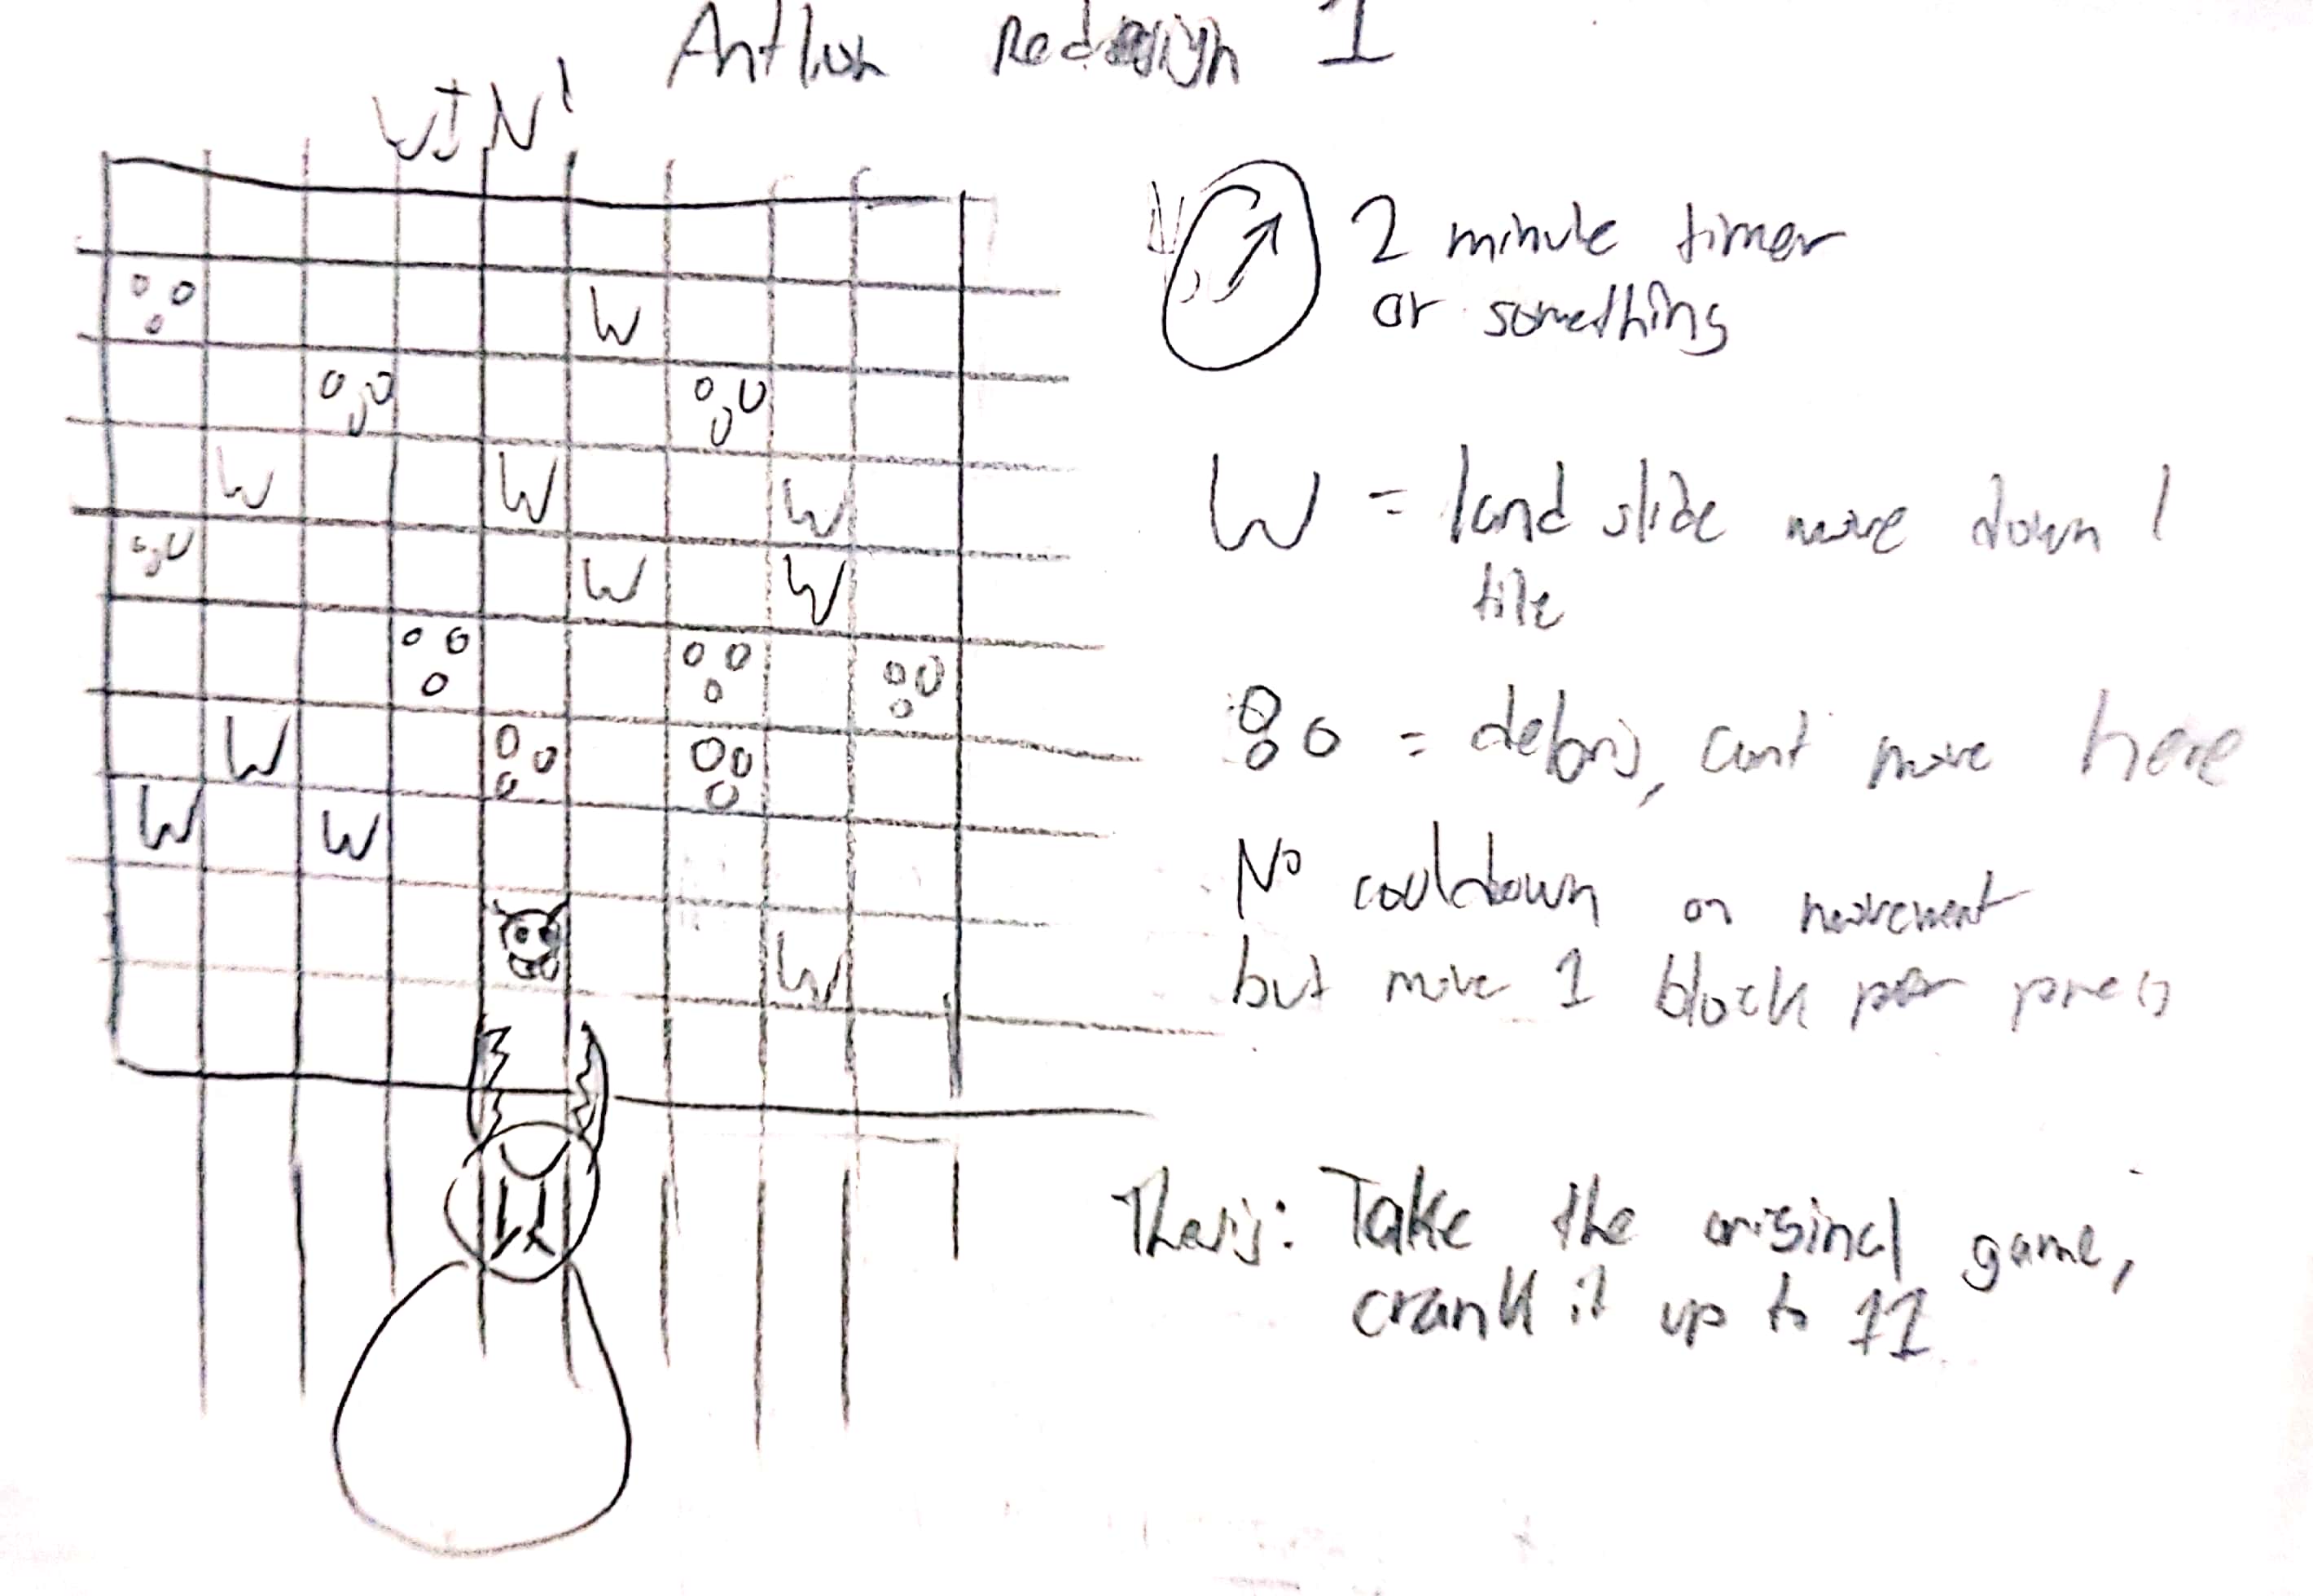 Antlion Redesign 1
WIN!
2 minute timer
or something
W
W W W
W W
W
W W
W
W = land slide move down 1
tile
= debris, cant move here
No cooldown on movement
but move 1 block per press
Thesis: Take the original game,
crank it up to 11